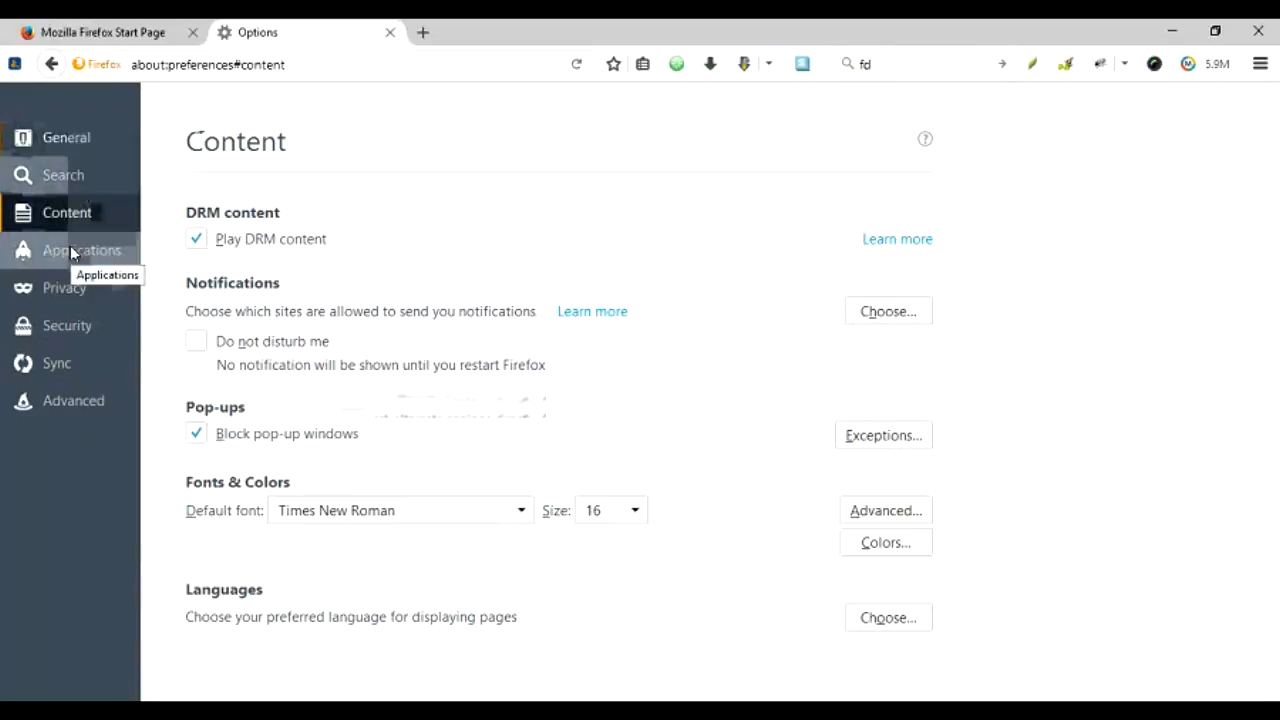 Mozilla Firefox Start Page
Options
Firefox about:preferences#content
fd
5.9M
General
Search
Content
Applications
Applications
Privacy
Security
Sync
Advanced
Content
DRM content
Play DRM content
Learn more
Notifications
Choose which sites are allowed to send you notifications Learn more
Choose...
Do not disturb me
No notification will be shown until you restart Firefox
Pop-ups
Block pop-up windows
Exceptions...
Fonts & Colors
Default font: Times New Roman Size: 16
Advanced...
Colors...
Languages
Choose your preferred language for displaying pages
Choose...